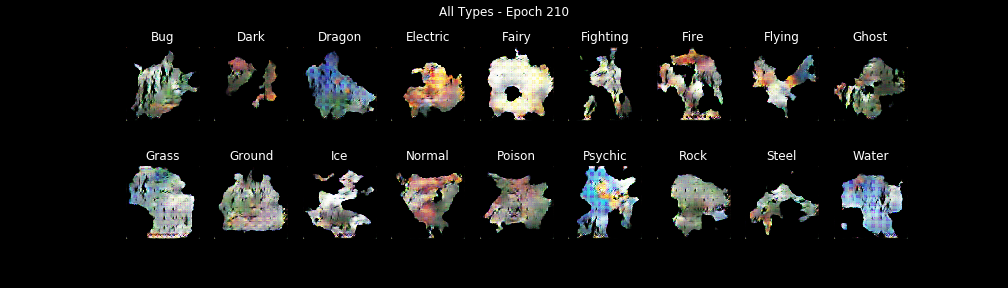 All Types - Epoch 210
Bug Dark Dragon Electric Fairy Fighting Fire Flying Ghost
Grass Ground Ice Normal Poison Psychic Rock Steel Water